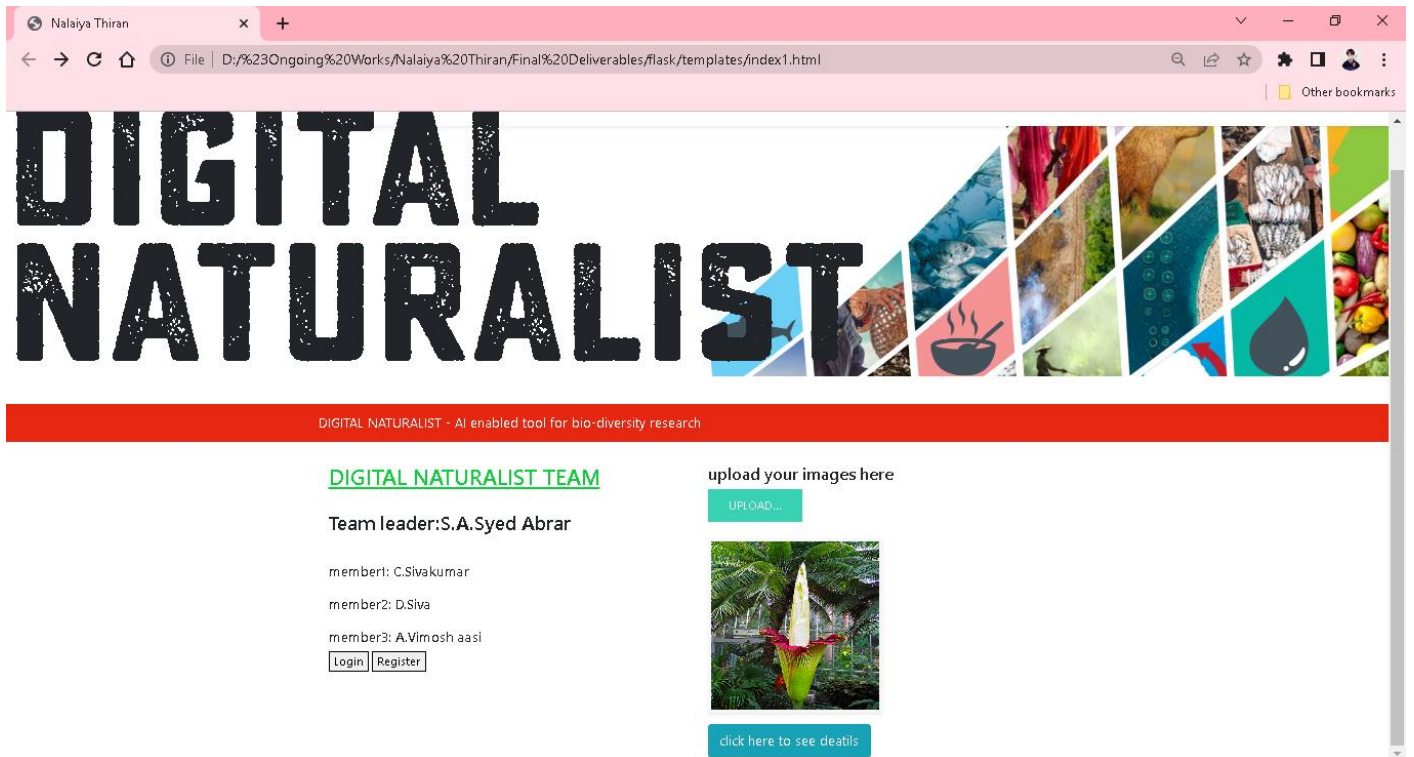 Nalaiya Thiran
File | D:/%23Ongoing%20Works/Nalaiya%20Thiran/Final%20Deliverables/flask/templates/index1.html
Other bookmarks
DIGITAL
NATURALIST
DIGITAL NATURALIST - AI enabled tool for bio-diversity research
DIGITAL NATURALIST TEAM
Team leader:S.A.Syed Abrar
member1: C.Sivakumar
member2: D.Siva
member3: A.Vimosh aasi
Login Register
upload your images here
UPLOAD...
click here to see deatils